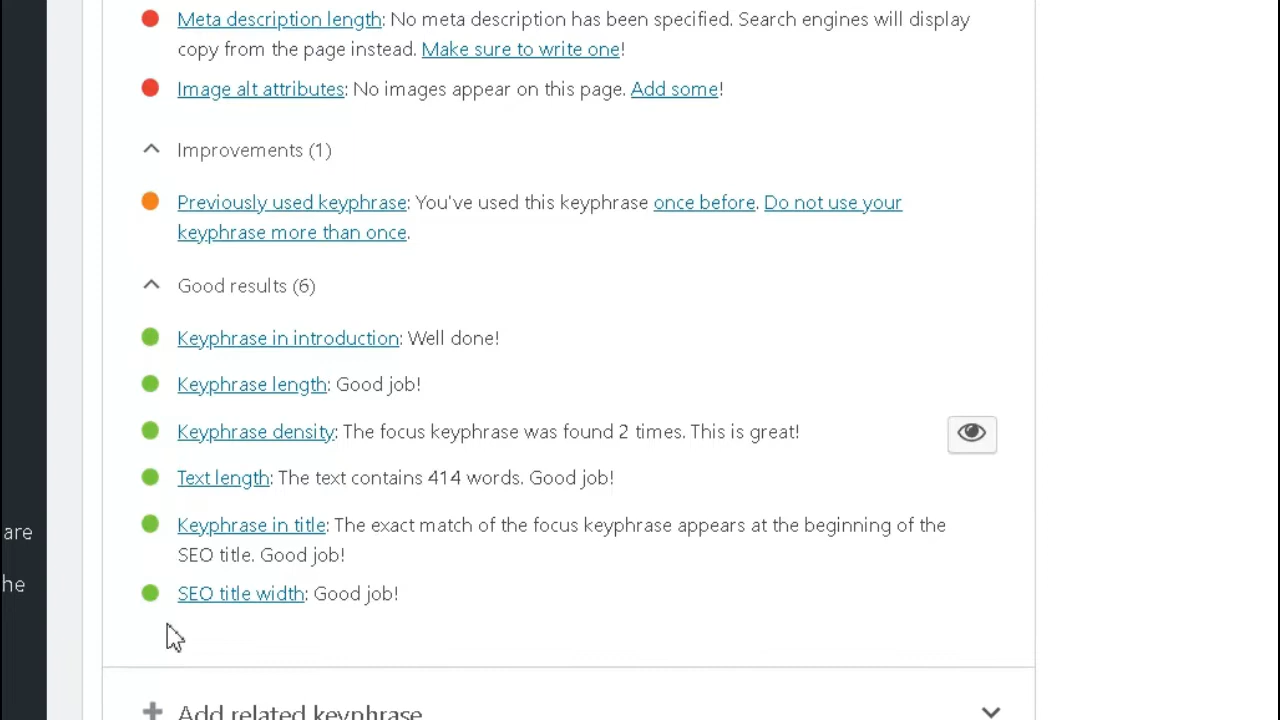 Meta description length: No meta description has been specified. Search engines will display
copy from the page instead. Make sure to write one!
Image alt attributes: No images appear on this page. Add some!
Improvements (1)
Previously used keyphrase: You've used this keyphrase once before. Do not use your
keyphrase more than once.
Good results (6)
Keyphrase in introduction: Well done!
Keyphrase length: Good job!
Keyphrase density: The focus keyphrase was found 2 times. This is great!
Text length: The text contains 414 words. Good job!
are
Keyphrase in title: The exact match of the focus keyphrase appears at the beginning of the
SEO title. Good job!
he
SEO title width: Good job!
Add related keyphrase